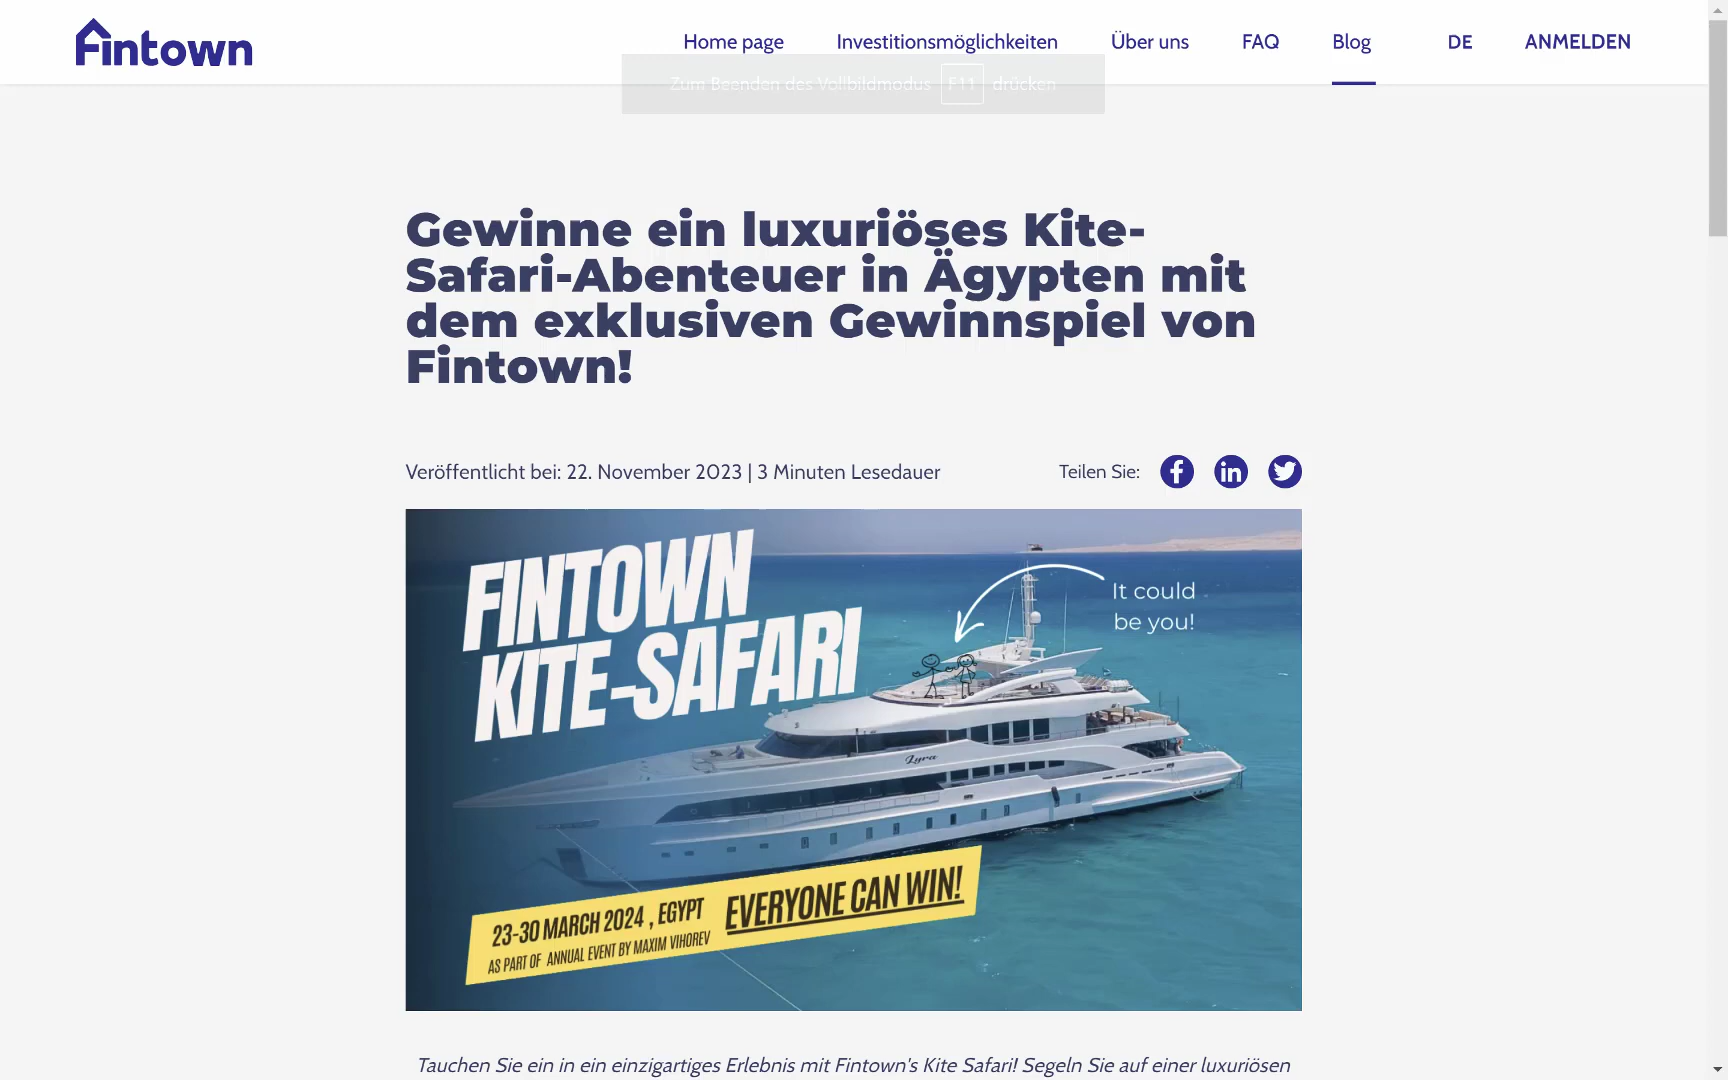 Fintown
Home page
Investitionsmöglichkeiten
Über uns
FAQ
Blog
DE
ANMELDEN
Zum Beenden des Vollbildmodus F11 drücken
Gewinne ein luxuriöses Kite-
Safari-Abenteuer in Ägypten mit
dem exklusiven Gewinnspiel von
Fintown!
Veröffentlicht bei: 22. November 2023 | 3 Minuten Lesedauer
Teilen Sie:
FINTOWN
KITE-SAFARI
It could
be you!
Lyra
23-30 MARCH 2024 , EGYPT
AS PART OF ANNUAL EVENT BY MAXIM VIHOREV
EVERYONE CAN WIN!
Tauchen Sie ein in ein einzigartiges Erlebnis mit Fintown's Kite Safari! Segeln Sie auf einer luxuriösen